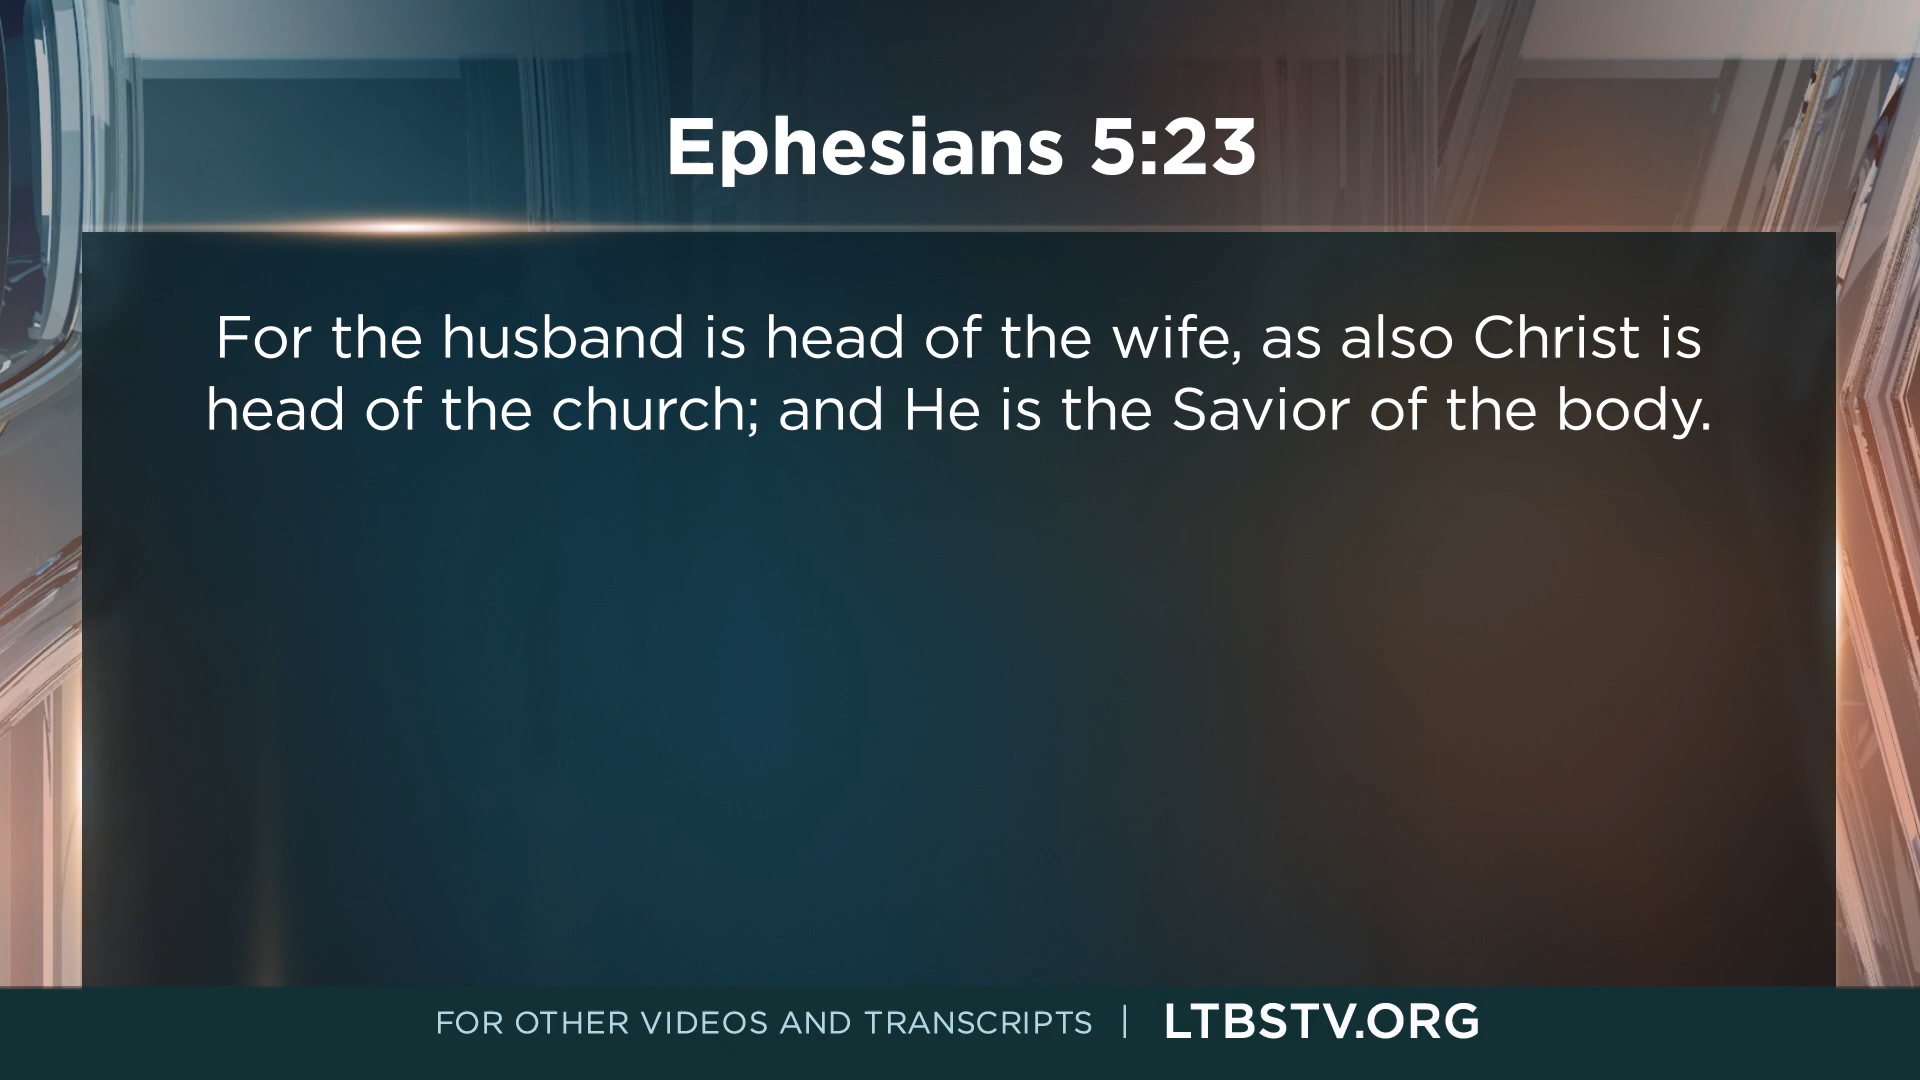 Ephesians 5:23
For the husband is head of the wife, as also Christ is
head of the church; and He is the Savior of the body.
FOR OTHER VIDEOS AND TRANSCRIPTS | LTBSTV.ORG